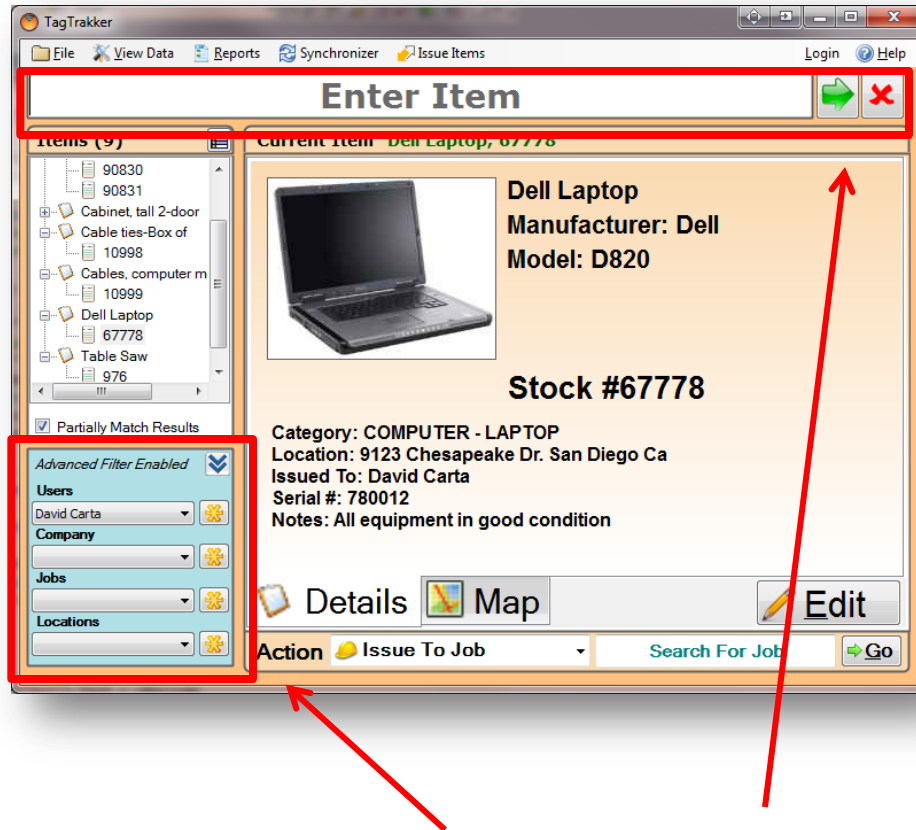 TagTrakker
File View Data Reports Synchronizer Issue Items Login Help
Enter Item
Items (9)
Current Item Dell Laptop, 67778
90830
90831
Cabinet, tall 2-door
Cable ties-Box of
10998
Cables, computer m
10999
Dell Laptop
67778
Table Saw
976
Partially Match Results
Advanced Filter Enabled
Users
David Carta
Company
Jobs
Locations
Dell Laptop
Manufacturer: Dell
Model: D820
Stock #67778
Category: COMPUTER - LAPTOP
Location: 9123 Chesapeake Dr. San Diego Ca
Issued To: David Carta
Serial #: 780012
Notes: All equipment in good condition
Details Map Edit
Action Issue To Job Search For Job Go